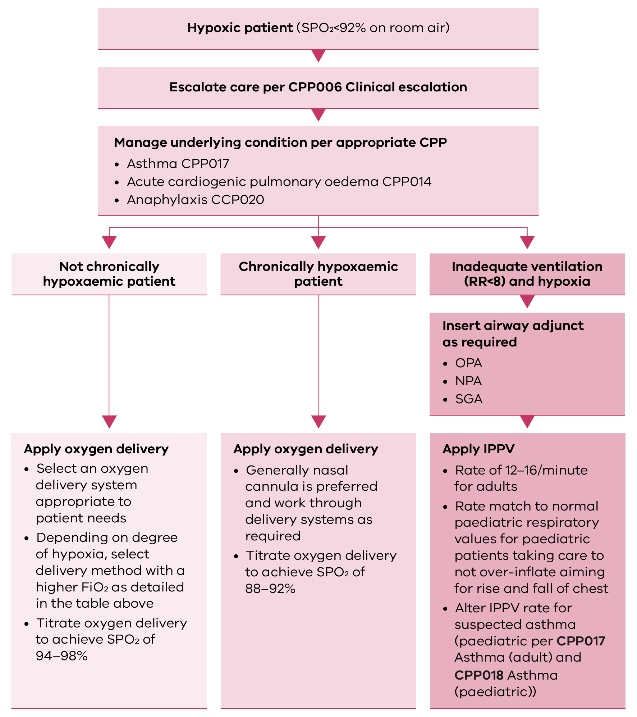 Hypoxic patient (SPO₂<92% on room air)
Escalate care per CPP006 Clinical escalation
Manage underlying condition per appropriate CPP
• Asthma CPP017
• Acute cardiogenic pulmonary oedema CPP014
• Anaphylaxis CCP020
Not chronically
hypoxaemic patient
Chronically hypoxaemic
patient
Inadequate ventilation
(RR<8) and hypoxia
Insert airway adjunct
as required
• OPA
• NPA
• SGA
Apply oxygen delivery
• Select an oxygen
delivery system
appropriate to
patient needs
• Depending on degree
of hypoxia, select
delivery method with a
higher FiO₂ as detailed
in the table above
• Titrate oxygen delivery
to achieve SPO₂ of
94–98%
Apply oxygen delivery
• Generally nasal
cannula is preferred
and work through
delivery systems as
required
• Titrate oxygen delivery
to achieve SPO₂ of
88–92%
Apply IPPV
• Rate of 12–16/minute
for adults
• Rate match to normal
paediatric respiratory
values for paediatric
patients taking care to
not over-inflate aiming
for rise and fall of chest
• Alter IPPV rate for
suspected asthma
(paediatric per CPP017
Asthma (adult) and
CPP018 Asthma
(paediatric))